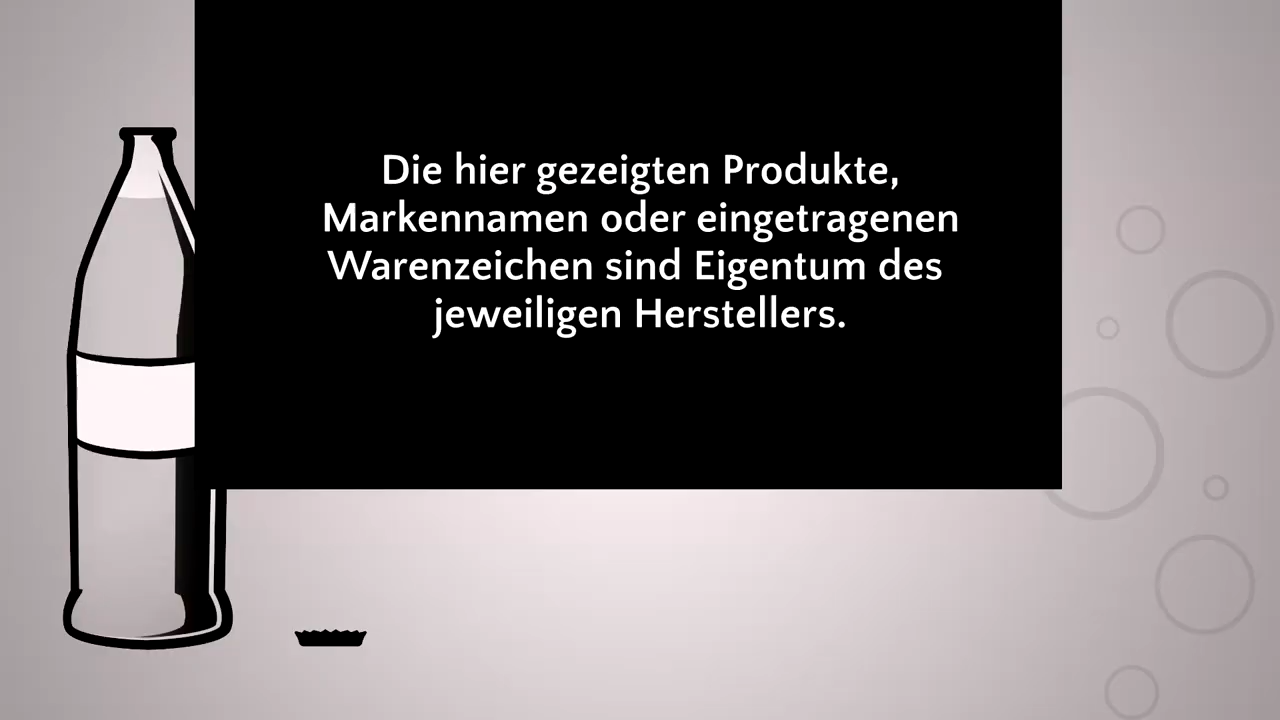 Die hier gezeigten Produkte,
Markennamen oder eingetragenen
Warenzeichen sind Eigentum des
jeweiligen Herstellers.